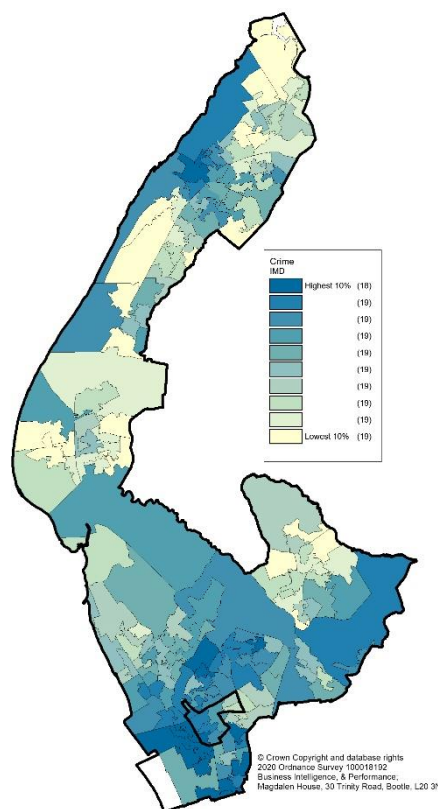 Crime
IMD
Highest 10% (18)
(19)
(19)
(19)
(19)
(19)
(19)
(19)
(19)
Lowest 10% (19)
© Crown Copyright and database rights
2020 Ordnance Survey 100018192
Business Intelligence, & Performance,
Magdalen House, 30 Trinity Road, Bootle, L20 3N